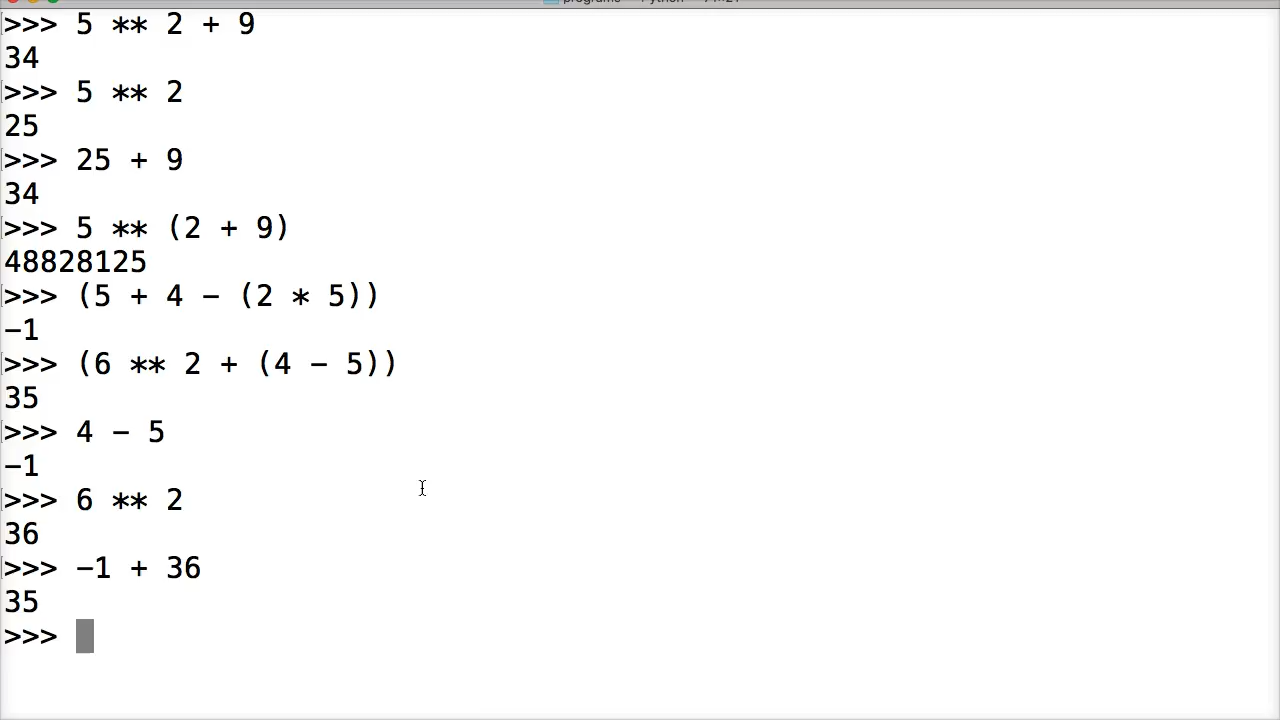 >>> 5 ** 2 + 9
34
>>> 5 ** 2
25
>>> 25 + 9
34
>>> 5 ** (2 + 9)
48828125
>>> (5 + 4 - (2 * 5))
-1
>>> (6 ** 2 + (4 - 5))
35
>>> 4 - 5
-1
>>> 6 ** 2
36
>>> -1 + 36
35
>>>